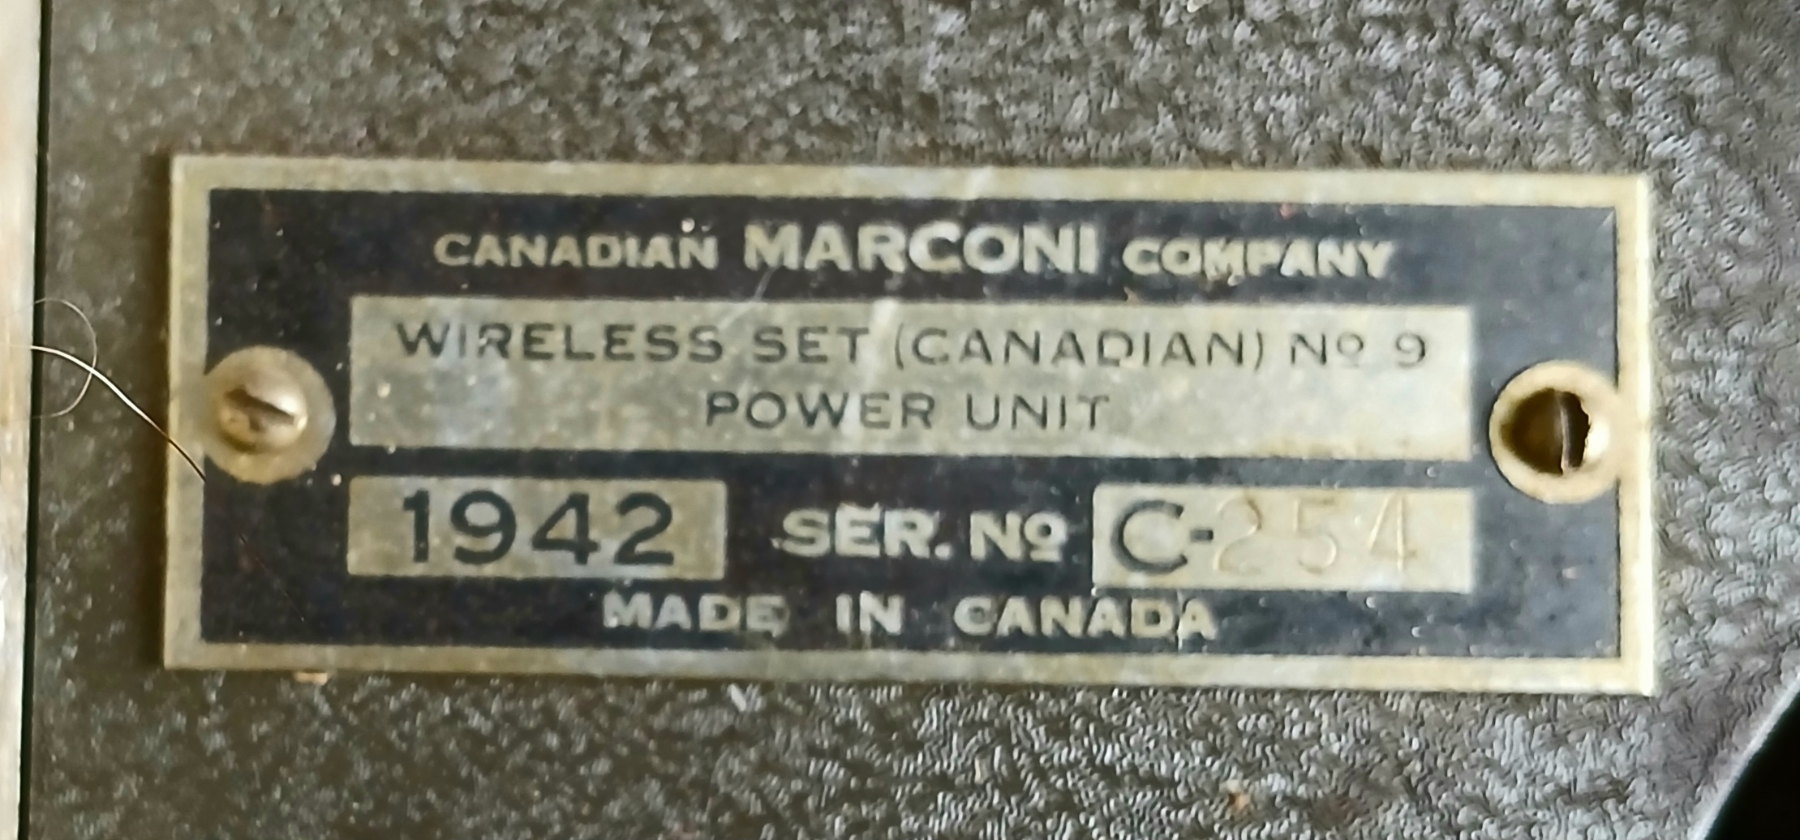 CANADIAN MARCONI COMPANY
WIRELESS SET (CANADIAN) Nº 9
POWER UNIT
1942 SER. Nº C-254
MADE IN CANADA